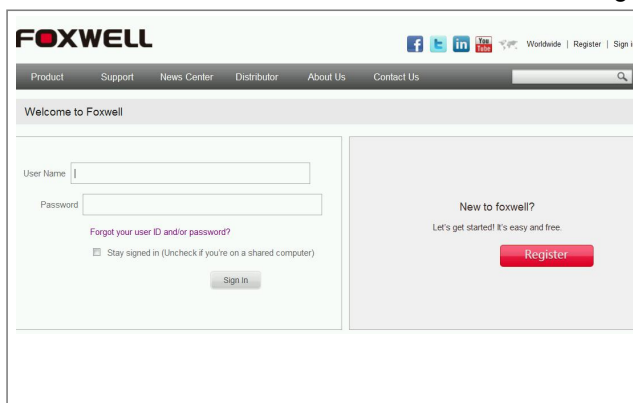 FOXWELL
You Tube Worldwide | Register | Sign i
Product Support News Center Distributor About Us Contact Us
Welcome to Foxwell
User Name
Password
Forgot your user ID and/or password?
Stay signed in (Uncheck if you're on a shared computer)
Sign In
New to foxwell?
Let's get started! It's easy and free.
Register